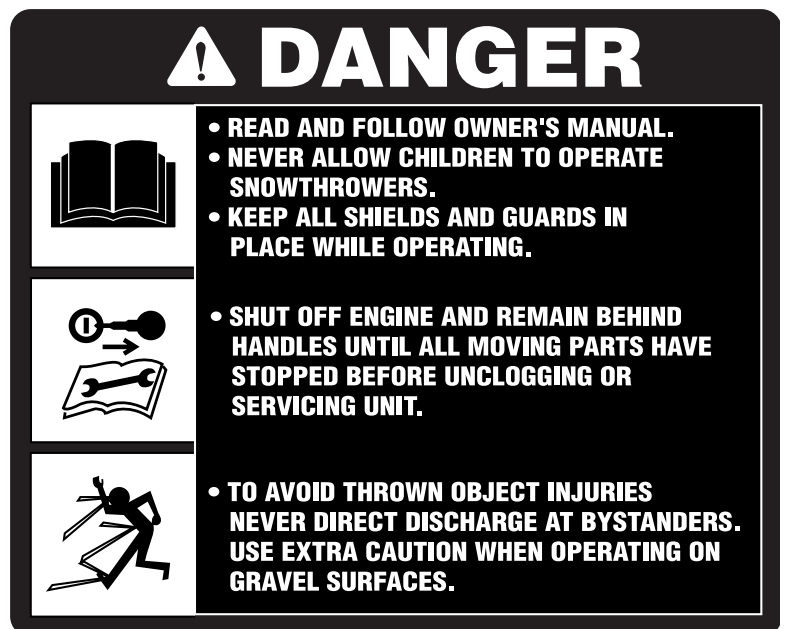 DANGER
• READ AND FOLLOW OWNER'S MANUAL.
• NEVER ALLOW CHILDREN TO OPERATE
SNOWTHROWERS.
• KEEP ALL SHIELDS AND GUARDS IN
PLACE WHILE OPERATING.
• SHUT OFF ENGINE AND REMAIN BEHIND
HANDLES UNTIL ALL MOVING PARTS HAVE
STOPPED BEFORE UNCLOGGING OR
SERVICING UNIT.
• TO AVOID THROWN OBJECT INJURIES
NEVER DIRECT DISCHARGE AT BYSTANDERS.
USE EXTRA CAUTION WHEN OPERATING ON
GRAVEL SURFACES.